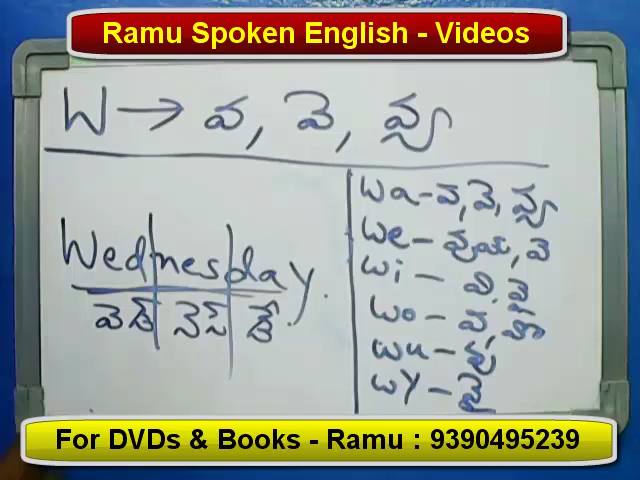 Ramu Spoken English - Videos
W → వ, వె, వ్యు
Wednesday.
వెడ్ నెస్ డే
wa - వ, వె, వ్యు
we - వుయ్, వె
wi - వి, వై
wo -
wu - వు
wy - వై
For DVDs & Books - Ramu : 9390495239